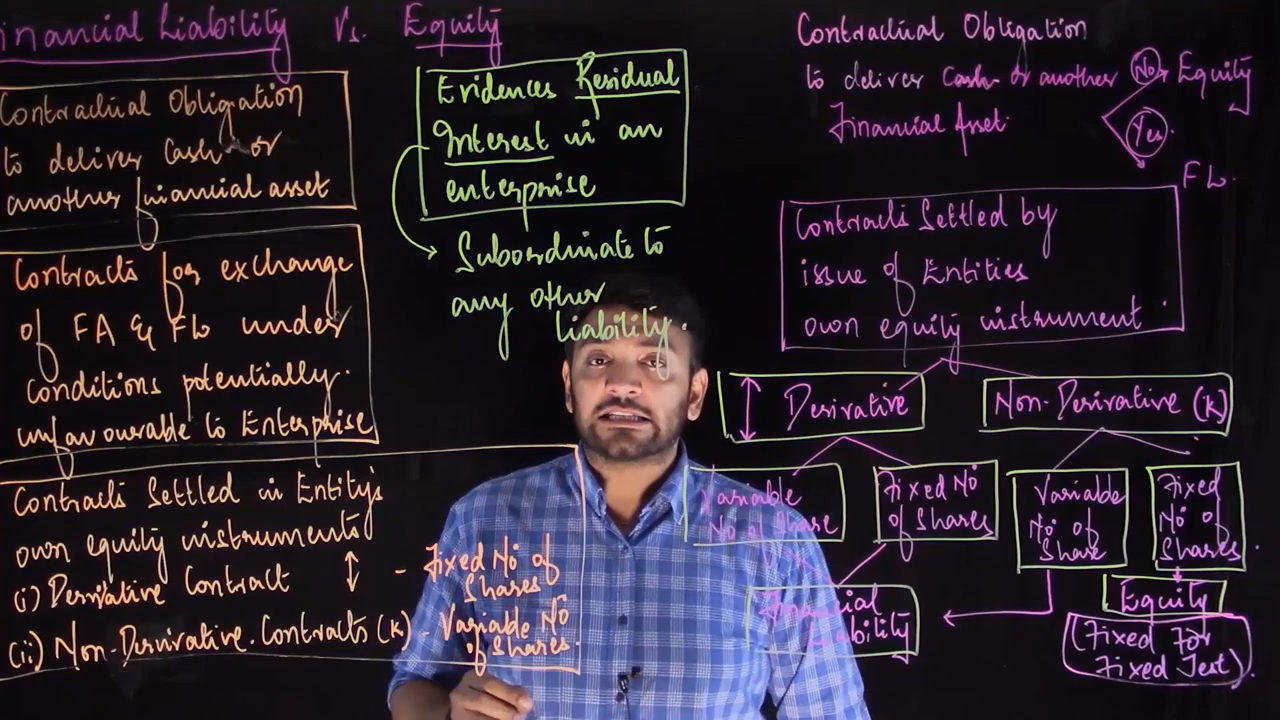 inancial Liability Vs. Equity
Contractual Obligation
to deliver Cash or
another financial asset
Contracts for exchange
of FA & FL under
conditions potentially
unfavourable to Enterprise
Contracts Settled in Entity's
own equity instruments
(i) Derivative Contract
(ii) Non-Derivative Contracts (K)
- Fixed No of
Shares
- Variable No
of Shares.
Evidences Residual
Interest in an
enterprise
Subordinate to
any other
liability.
Contractual Obligation
to deliver Cash or another
Financial Asset.
No Equity
Yes.
FL.
Contracts Settled by
issue of Entities
own equity instrument.
Derivative
Non-Derivative (K)
Variable
No of Share
Fixed No
of Shares
Variable
No of
Share
Fixed
No of
Shares.
Financial
Liability
Equity
(Fixed For
Fixed Test)